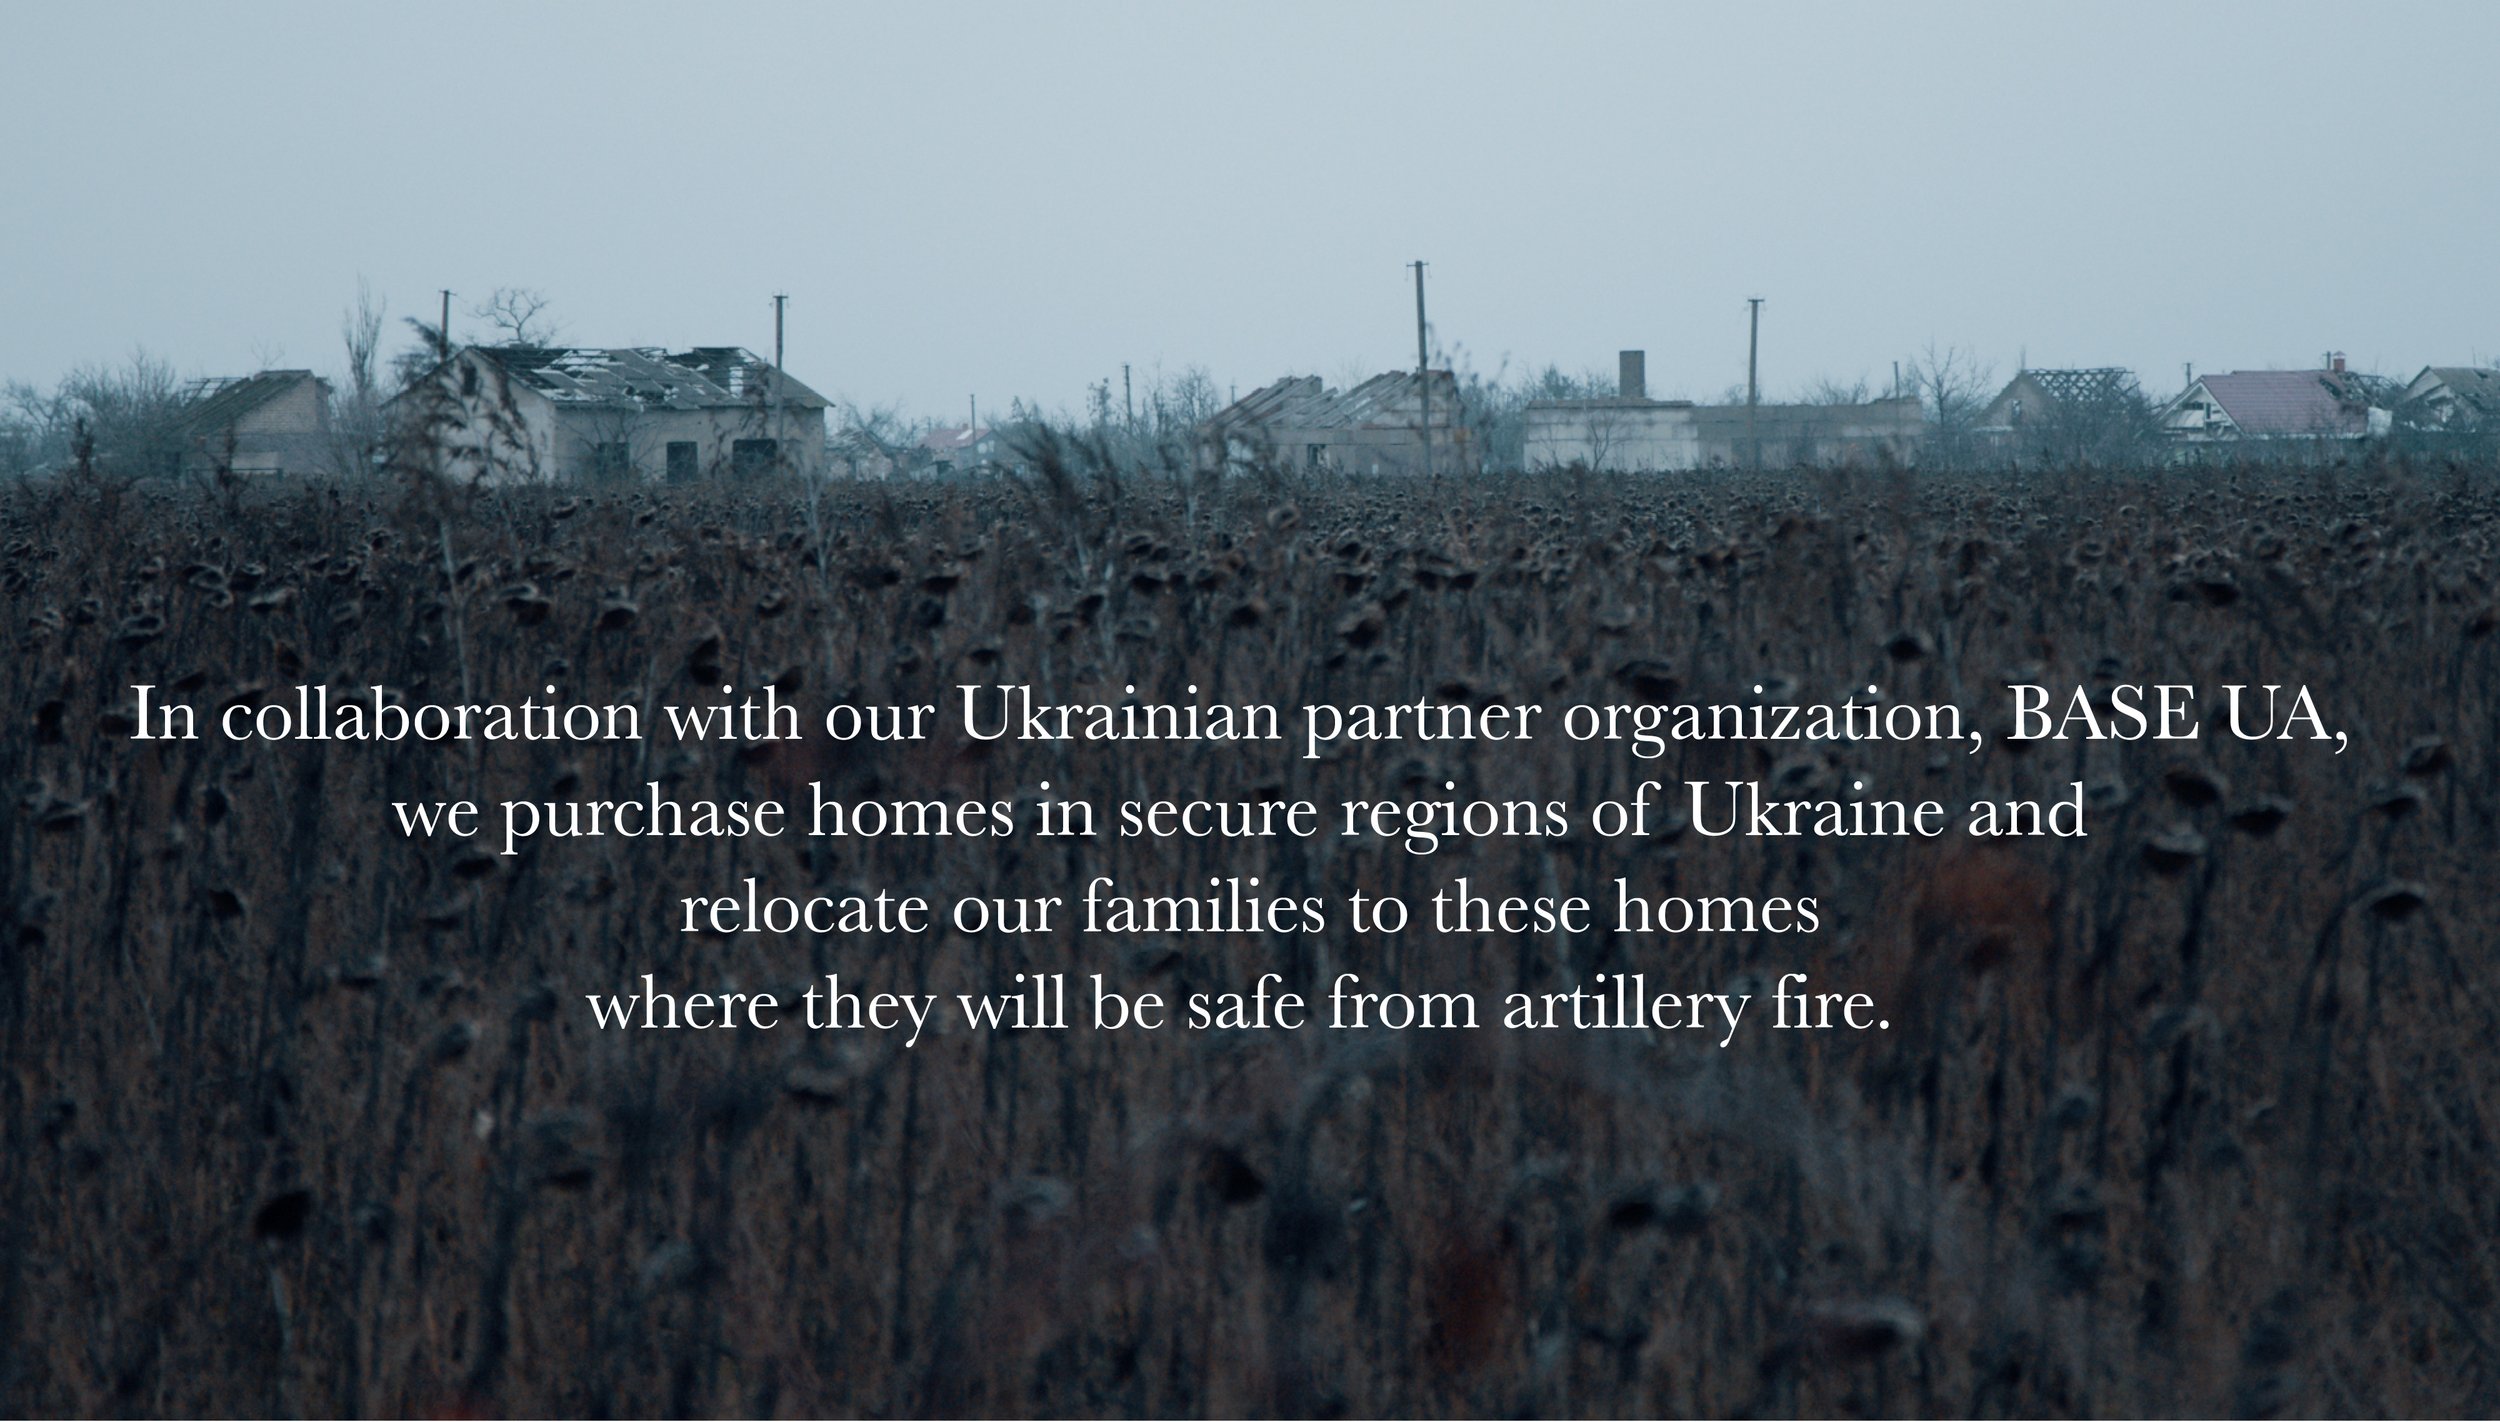 In collaboration with our Ukrainian partner organization, BASE UA,
we purchase homes in secure regions of Ukraine and
relocate our families to these homes
where they will be safe from artillery fire.